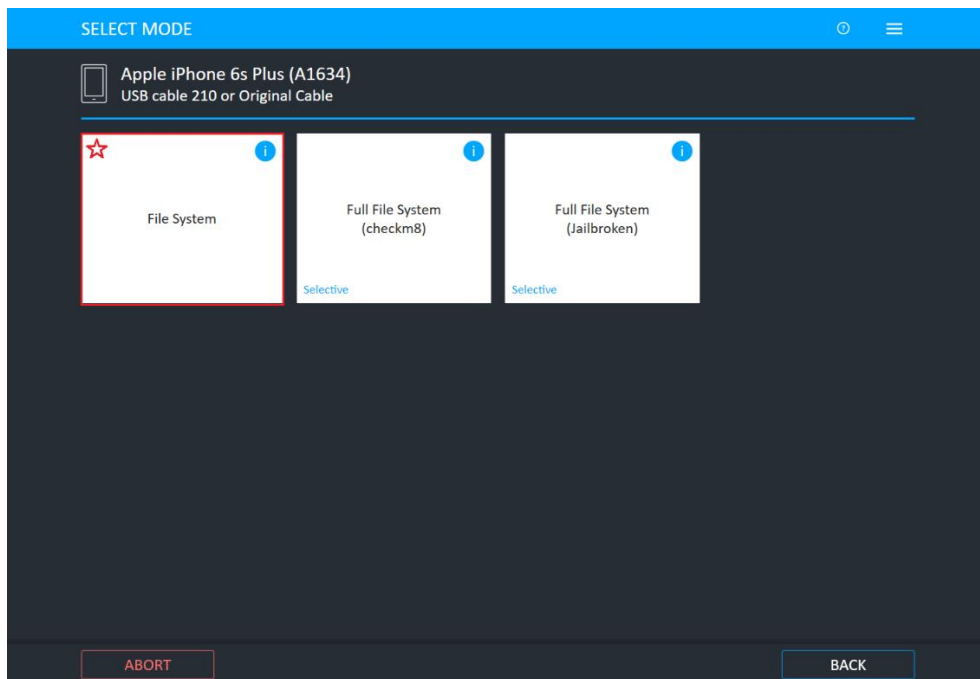 SELECT MODE
Apple iPhone 6s Plus (A1634)
USB cable 210 or Original Cable
File System
Full File System
(checkm8)
Selective
Full File System
(Jailbroken)
Selective
ABORT
BACK